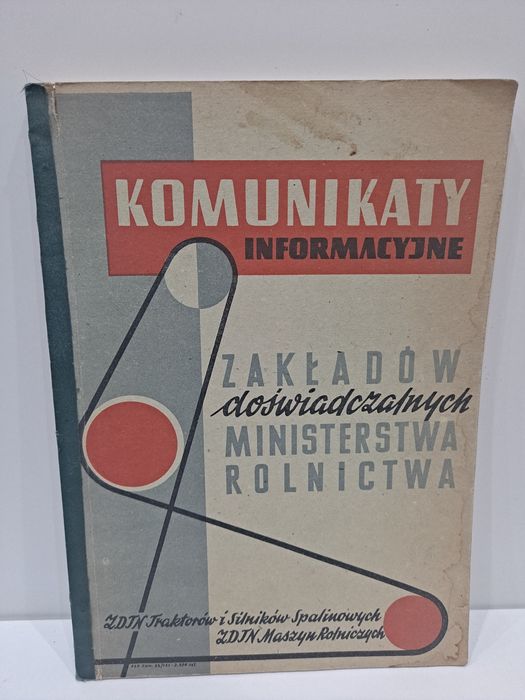 KOMUNIKATY
INFORMACYJNE
ZAKŁADÓW
doświadczalnych
MINISTERSTWA
ROLNICTWA
Z.D.I.N Traktorów i Silników Spalinowych
Z.D.I.N Maszyn Rolniczych